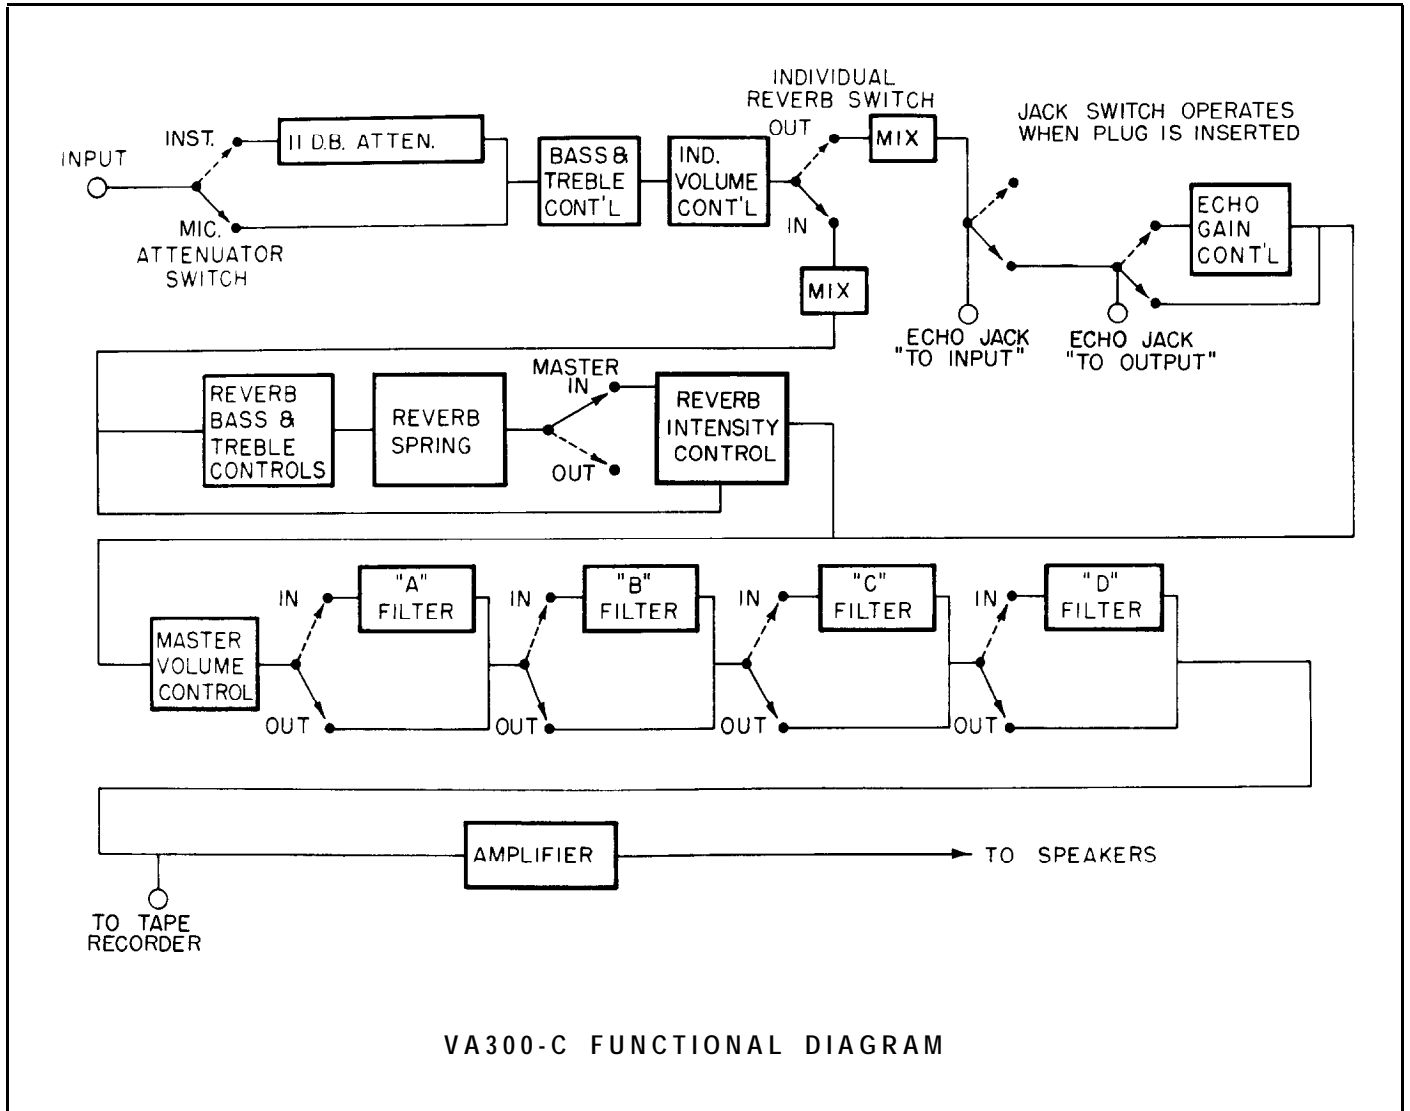 INDIVIDUAL
REVERB SWITCH
JACK SWITCH OPERATES
WHEN PLUG IS INSERTED
INPUT
INST.
11 D.B. ATTEN.
MIC.
ATTENUATOR
SWITCH
BASS &
TREBLE
CONT'L
IND.
VOLUME
CONT'L
OUT
IN
MIX
MIX
ECHO
GAIN
CONT'L
ECHO JACK
"TO INPUT"
ECHO JACK
"TO OUTPUT"
REVERB
BASS &
TREBLE
CONTROLS
REVERB
SPRING
MASTER
IN
OUT
REVERB
INTENSITY
CONTROL
MASTER
VOLUME
CONTROL
IN
OUT
"A"
FILTER
IN
OUT
"B"
FILTER
IN
OUT
"C"
FILTER
IN
OUT
"D"
FILTER
AMPLIFIER
TO SPEAKERS
TO TAPE
RECORDER
VA300-C FUNCTIONAL DIAGRAM